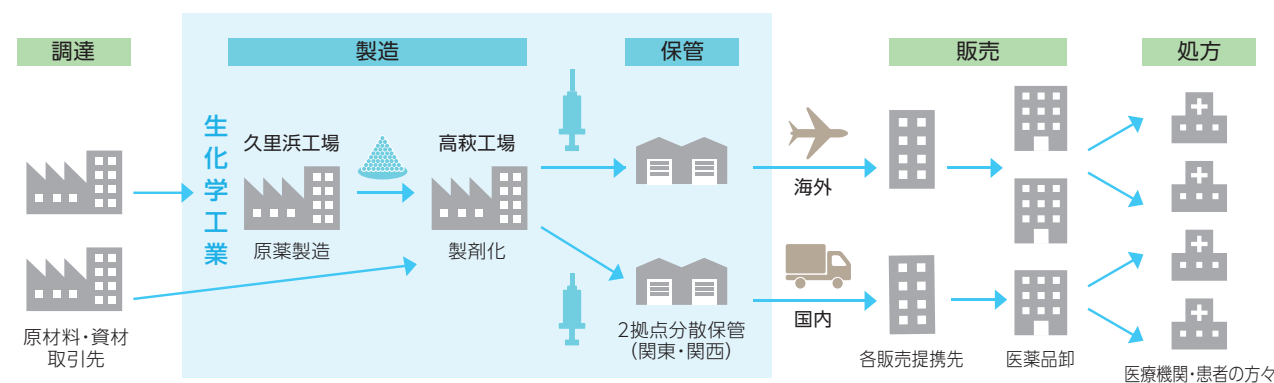 調達
製造
保管
販売
処方
生化学工業
久里浜工場
高萩工場
原薬製造
製剤化
海外
国内
原材料・資材
取引先
2拠点分散保管
(関東・関西)
各販売提携先
医薬品卸
医療機関・患者の方々